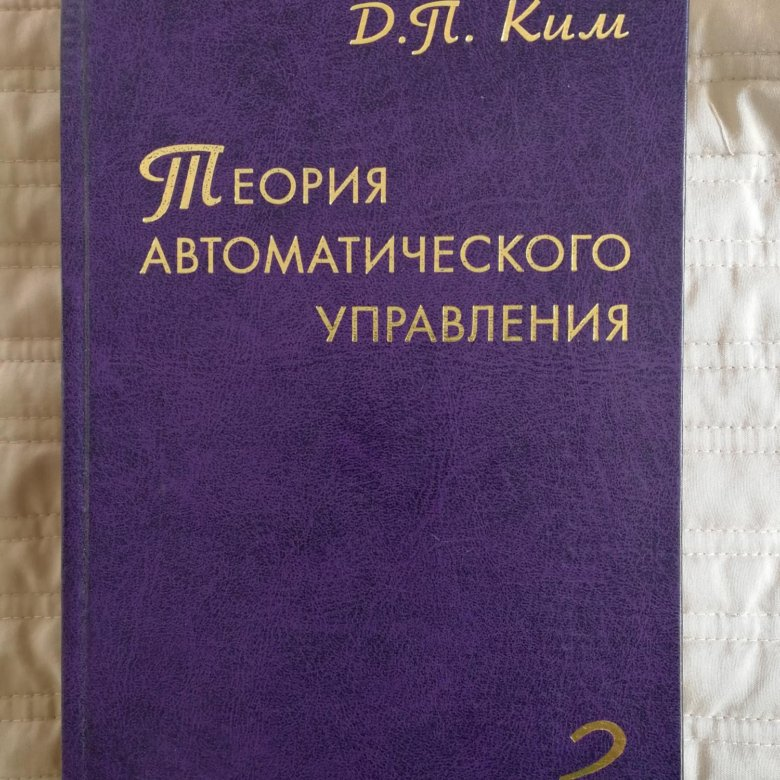 Д.П. Ким
ТЕОРИЯ
АВТОМАТИЧЕСКОГО
УПРАВЛЕНИЯ
2